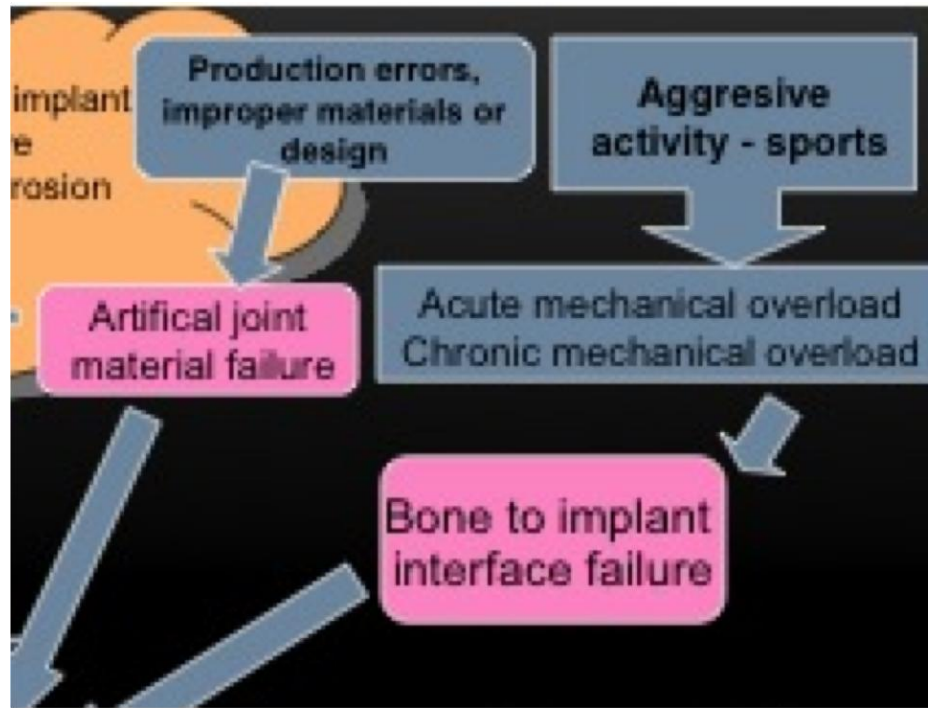 implant
Production errors,
improper materials or
design
Aggresive
activity - sports
Artifical joint
material failure
Acute mechanical overload
Chronic mechanical overload
Bone to implant
interface failure